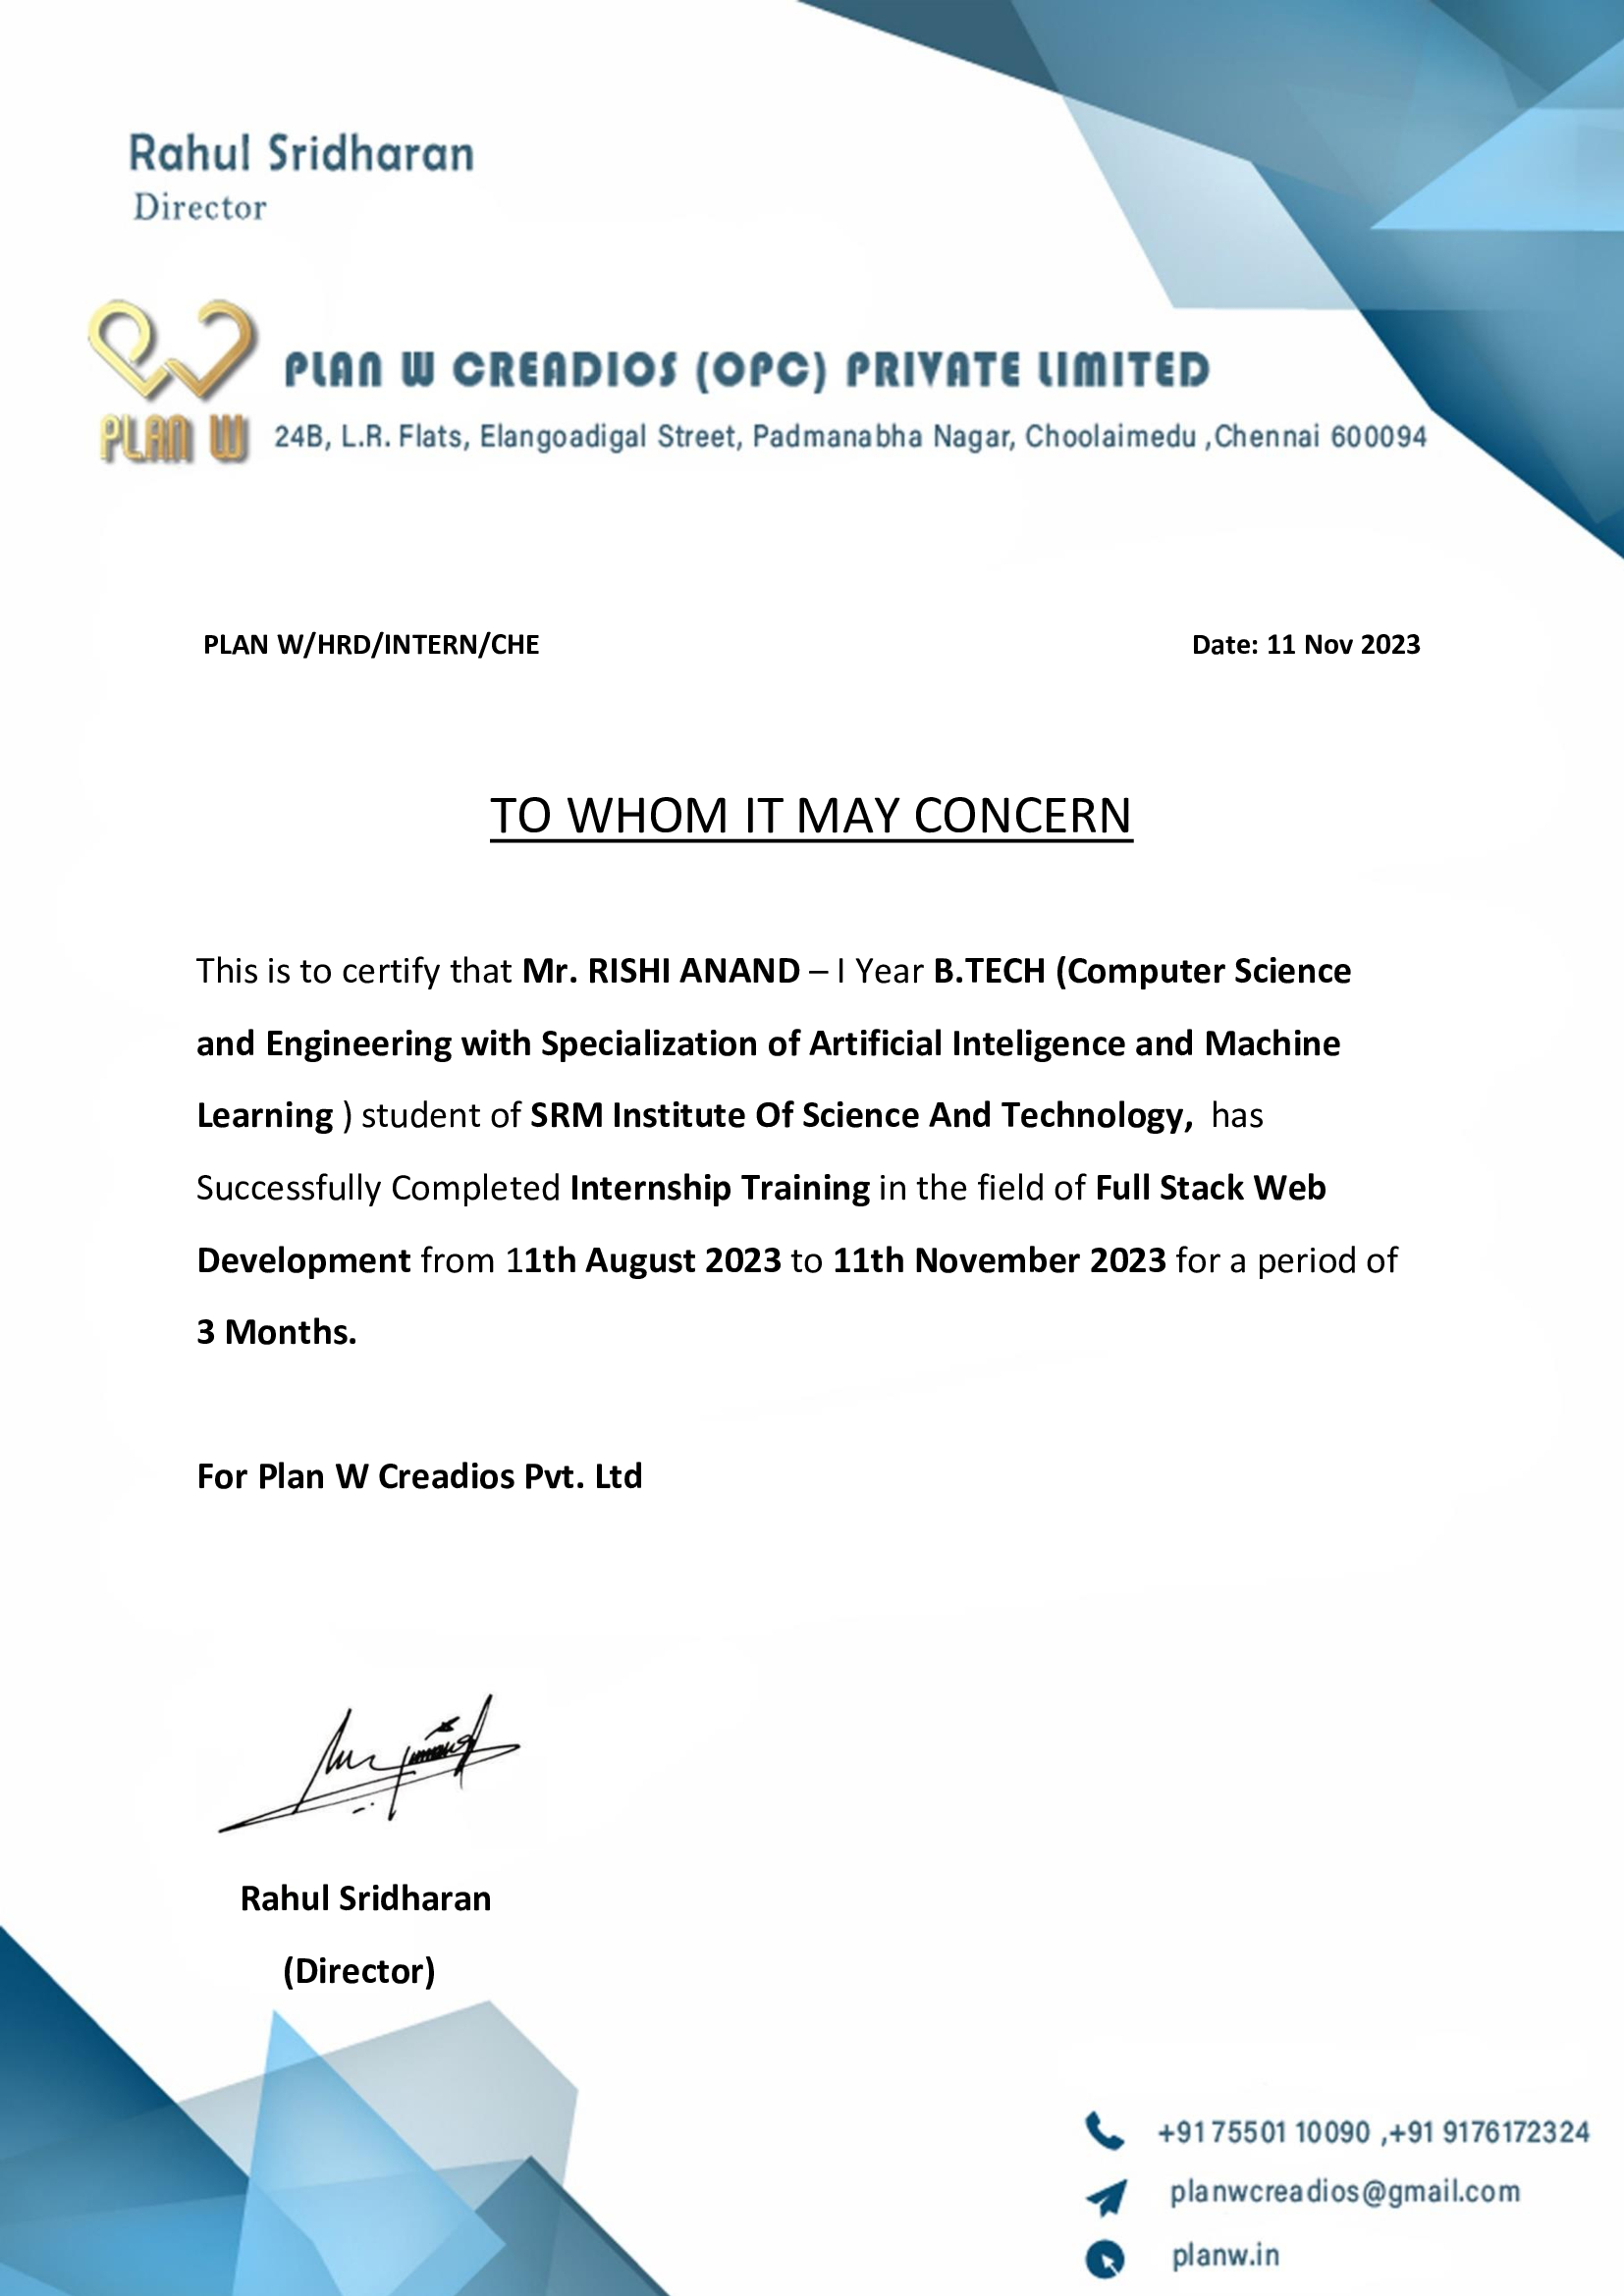 Rahul Sridharan
Director
PLAN W
PLAN W CREADIOS (OPC) PRIVATE LIMITED
24B, L.R. Flats, Elangoadigal Street, Padmanabha Nagar, Choolaimedu ,Chennai 600094
PLAN W/HRD/INTERN/CHE
Date: 11 Nov 2023
TO WHOM IT MAY CONCERN
This is to certify that Mr. RISHI ANAND – I Year B.TECH (Computer Science
and Engineering with Specialization of Artificial Inteligence and Machine
Learning ) student of SRM Institute Of Science And Technology, has
Successfully Completed Internship Training in the field of Full Stack Web
Development from 11th August 2023 to 11th November 2023 for a period of
3 Months.
For Plan W Creadios Pvt. Ltd
Rahul Sridharan
(Director)
+91 75501 10090 ,+91 9176172324
planwcreadios@gmail.com
planw.in